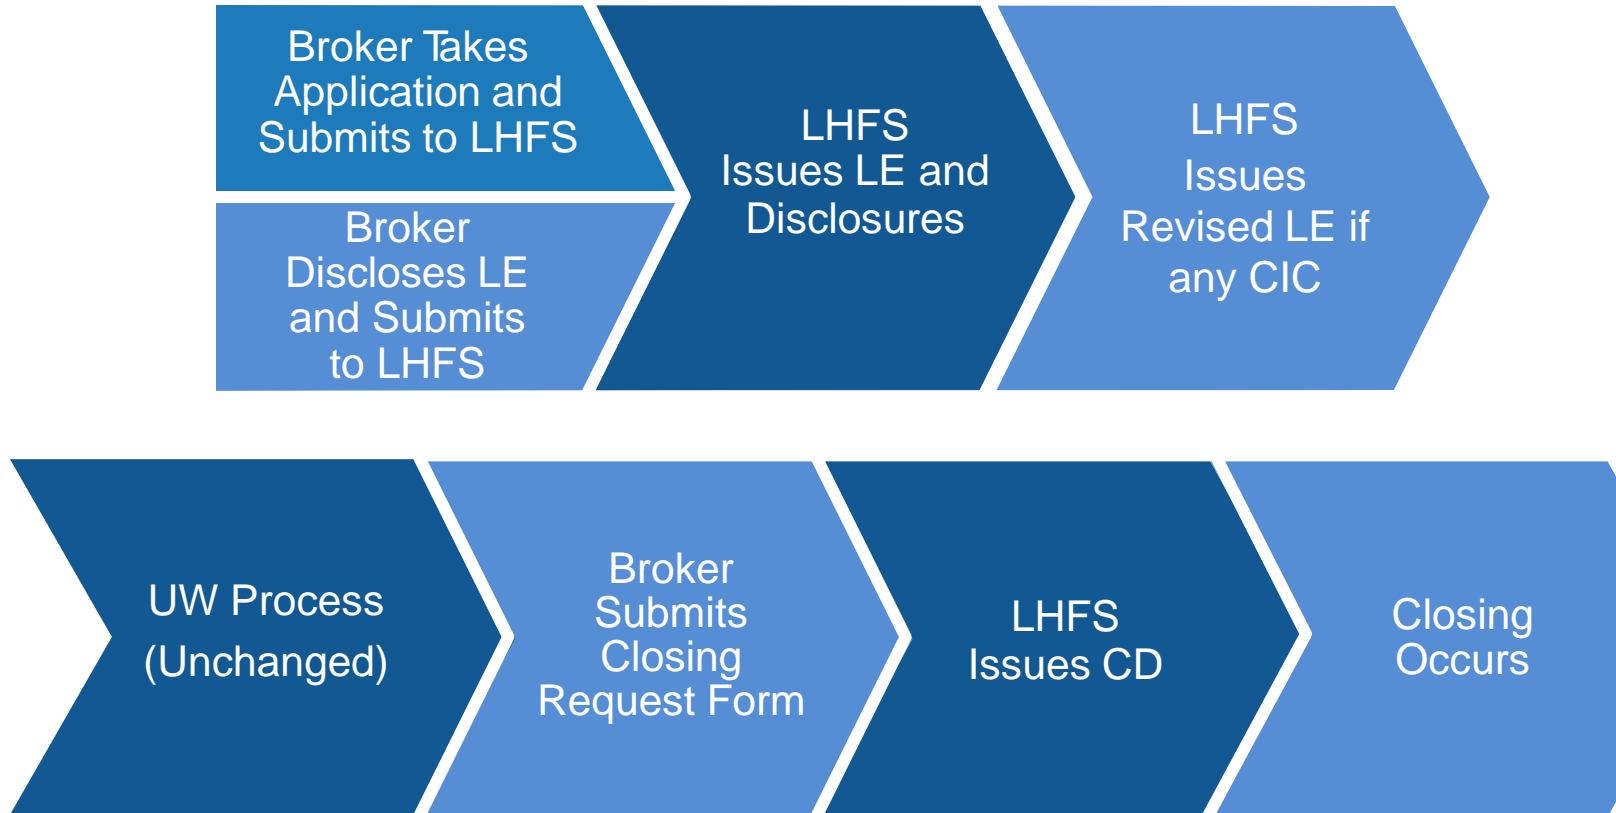 Broker Takes
Application and
Submits to LHFS
Broker
Discloses LE
and Submits
to LHFS
LHFS
Issues LE and
Disclosures
LHFS
Issues
Revised LE if
any CIC
UW Process
(Unchanged)
Broker
Submits
Closing
Request Form
LHFS
Issues CD
Closing
Occurs